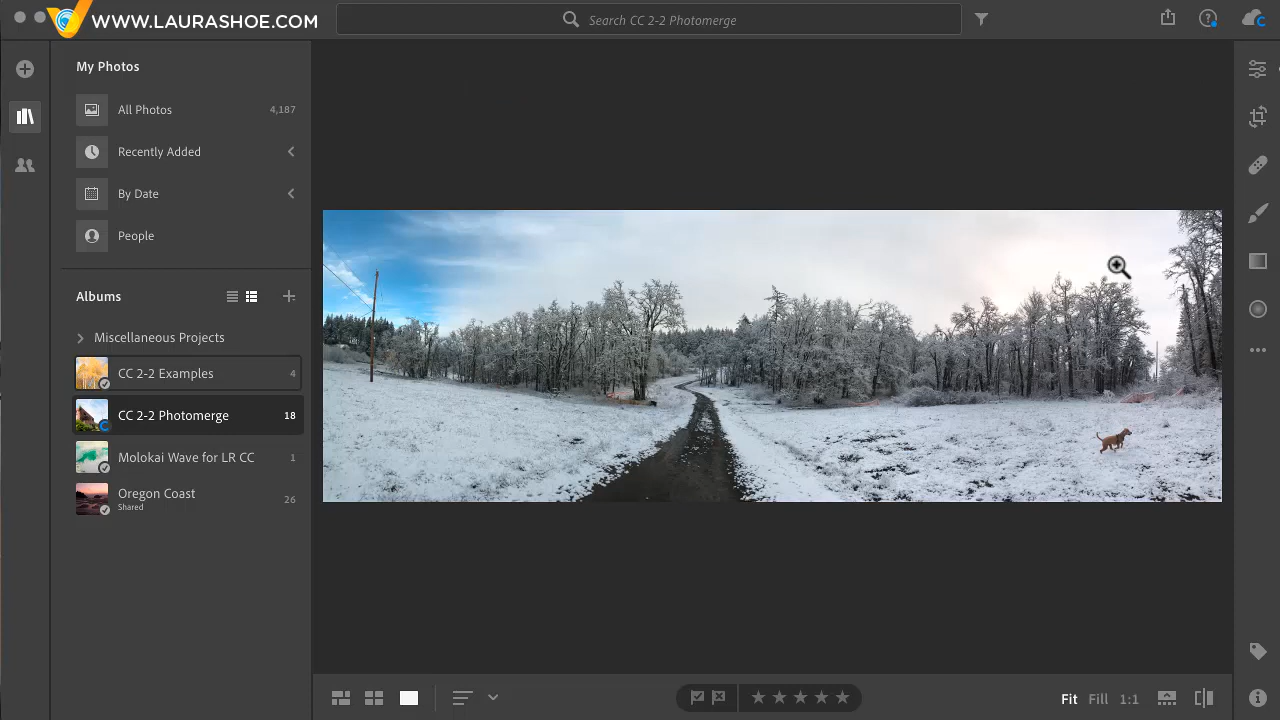 WWW.LAURASHOE.COM
Search CC 2-2 Photomerge
My Photos
All Photos 4,187
Recently Added
By Date
People
Albums
Miscellaneous Projects
CC 2-2 Examples 4
CC 2-2 Photomerge 18
Molokai Wave for LR CC 1
Oregon Coast 26
Shared
Fit Fill 1:1